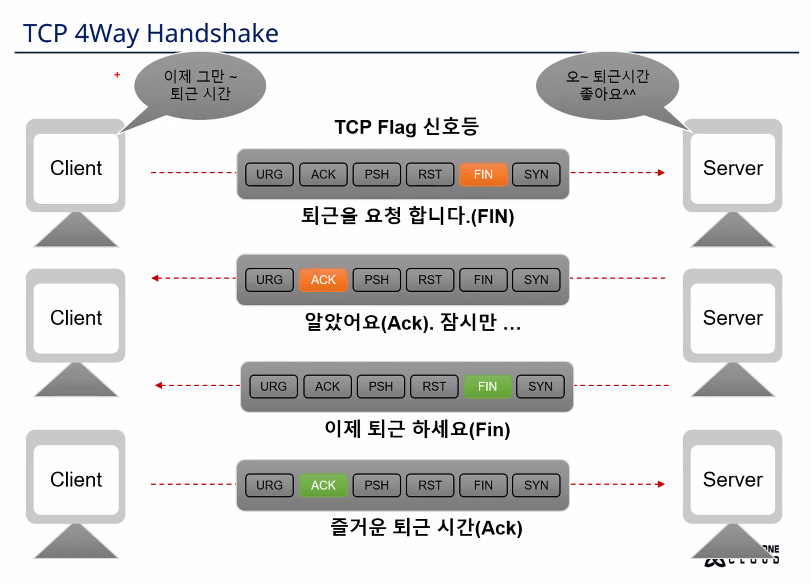 TCP 4Way Handshake
+
이제 그만 ~
퇴근 시간
오~ 퇴근시간
좋아요^^
TCP Flag 신호등
Client
URG ACK PSH RST FIN SYN
Server
퇴근을 요청 합니다.(FIN)
Client
URG ACK PSH RST FIN SYN
Server
알았어요(Ack). 잠시만 ...
URG ACK PSH RST FIN SYN
이제 퇴근 하세요(Fin)
Client
URG ACK PSH RST FIN SYN
Server
즐거운 퇴근 시간(Ack)
CLOUD